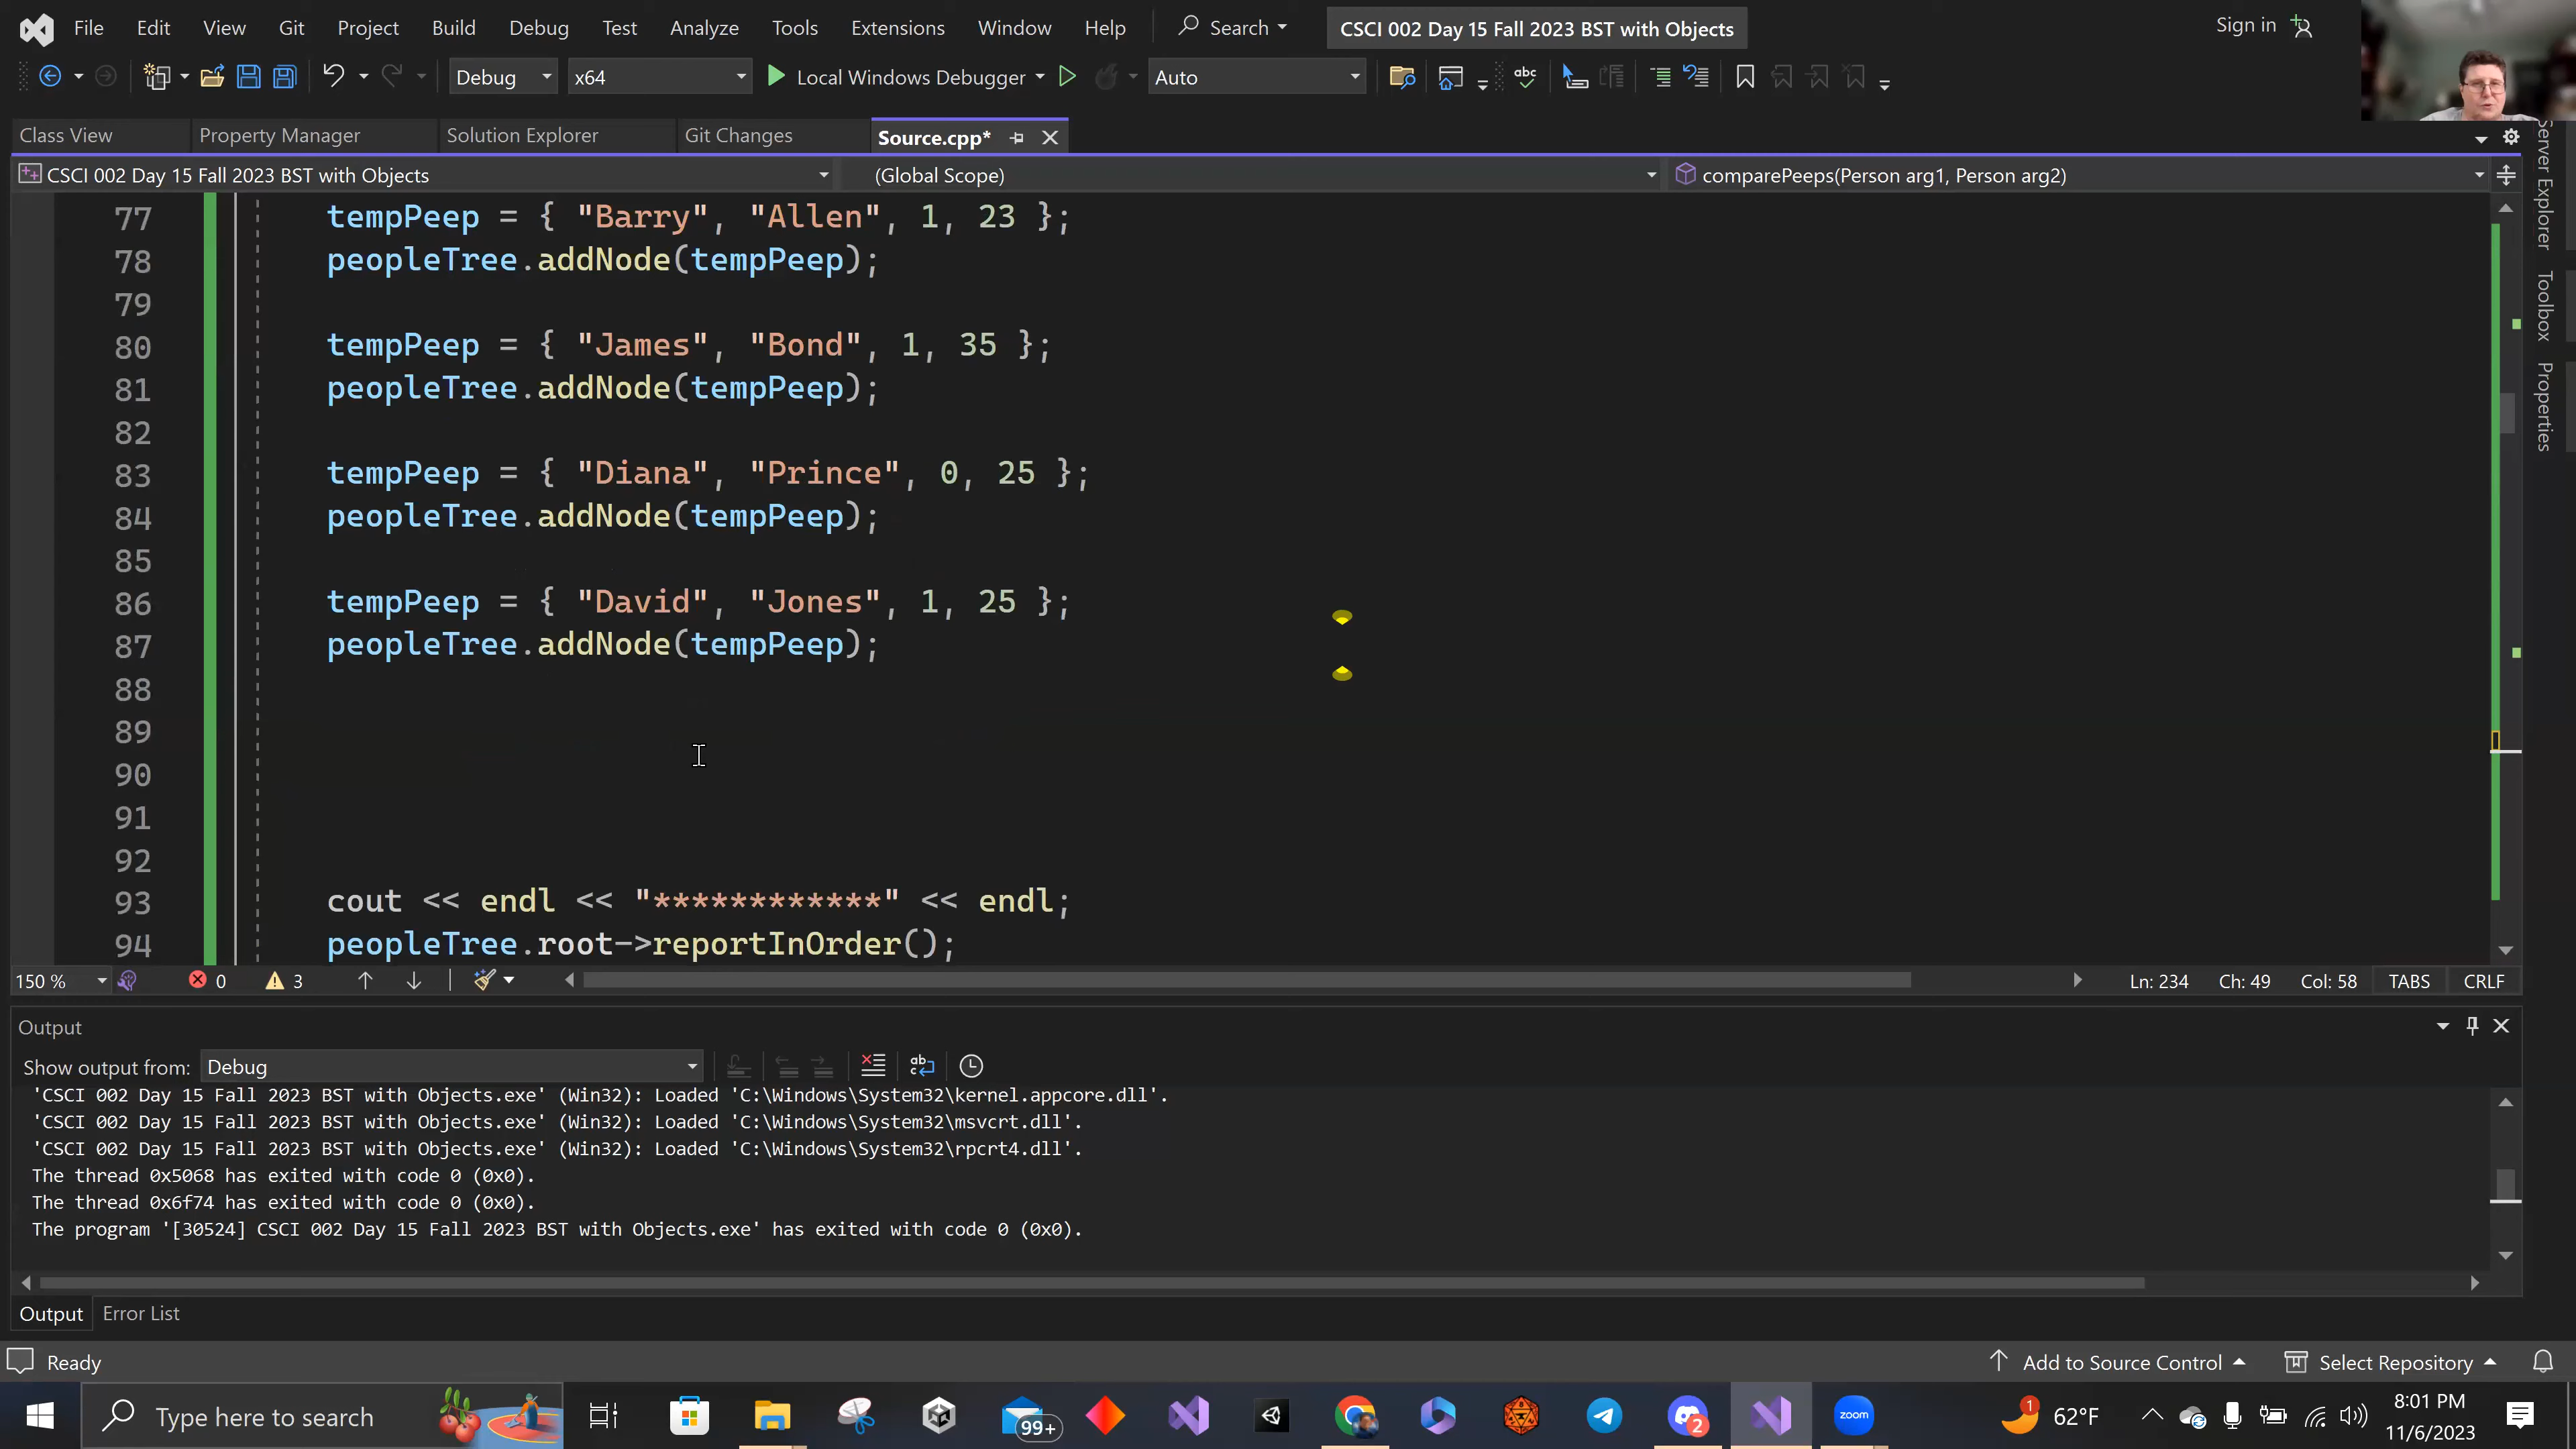 File Edit View Git Project Build Debug Test Analyze Tools Extensions Window Help Search CSCI 002 Day 15 Fall 2023 BST with Objects Sign in
Debug x64 Local Windows Debugger Auto abc
Class View Property Manager Solution Explorer Git Changes Source.cpp*
CSCI 002 Day 15 Fall 2023 BST with Objects (Global Scope) comparePeeps(Person arg1, Person arg2)
77 tempPeep = { "Barry", "Allen", 1, 23 };
78 peopleTree.addNode(tempPeep);
79
80 tempPeep = { "James", "Bond", 1, 35 };
81 peopleTree.addNode(tempPeep);
82
83 tempPeep = { "Diana", "Prince", 0, 25 };
84 peopleTree.addNode(tempPeep);
85
86 tempPeep = { "David", "Jones", 1, 25 };
87 peopleTree.addNode(tempPeep);
88
89
90
91
92
93 cout << endl << "************" << endl;
94 peopleTree.root->reportInOrder();
Server Explorer
Toolbox
Properties
150 % 0 3 Ln: 234 Ch: 49 Col: 58 TABS CRLF
Output
Show output from: Debug
'CSCI 002 Day 15 Fall 2023 BST with Objects.exe' (Win32): Loaded 'C:\Windows\System32\kernel.appcore.dll'.
'CSCI 002 Day 15 Fall 2023 BST with Objects.exe' (Win32): Loaded 'C:\Windows\System32\msvcrt.dll'.
'CSCI 002 Day 15 Fall 2023 BST with Objects.exe' (Win32): Loaded 'C:\Windows\System32\rpcrt4.dll'.
The thread 0x5068 has exited with code 0 (0x0).
The thread 0x6f74 has exited with code 0 (0x0).
The program '[30524] CSCI 002 Day 15 Fall 2023 BST with Objects.exe' has exited with code 0 (0x0).
Output Error List
Ready Add to Source Control Select Repository
Type here to search 99+ 2 zoom 1 62°F 8:01 PM
11/6/2023